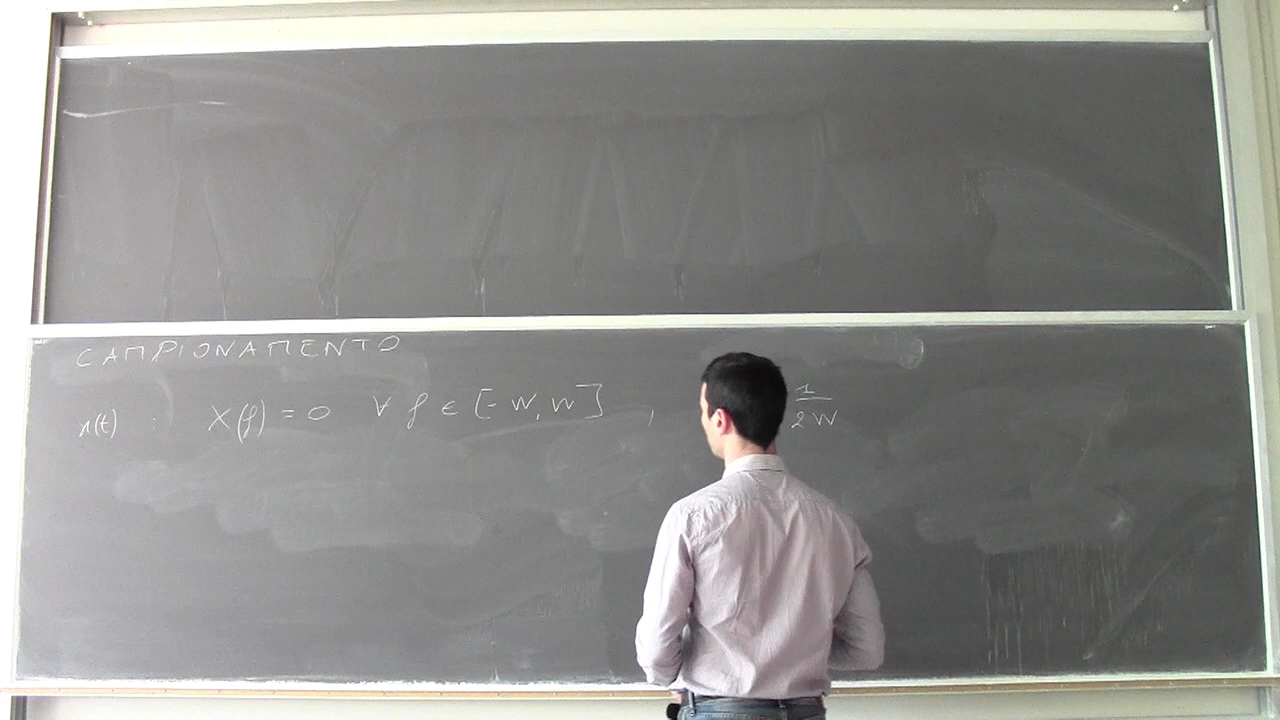 CAMPIONAMENTO
x(t) : X(f) = 0 ∀ f ∈ [-W, W] , 1/2W